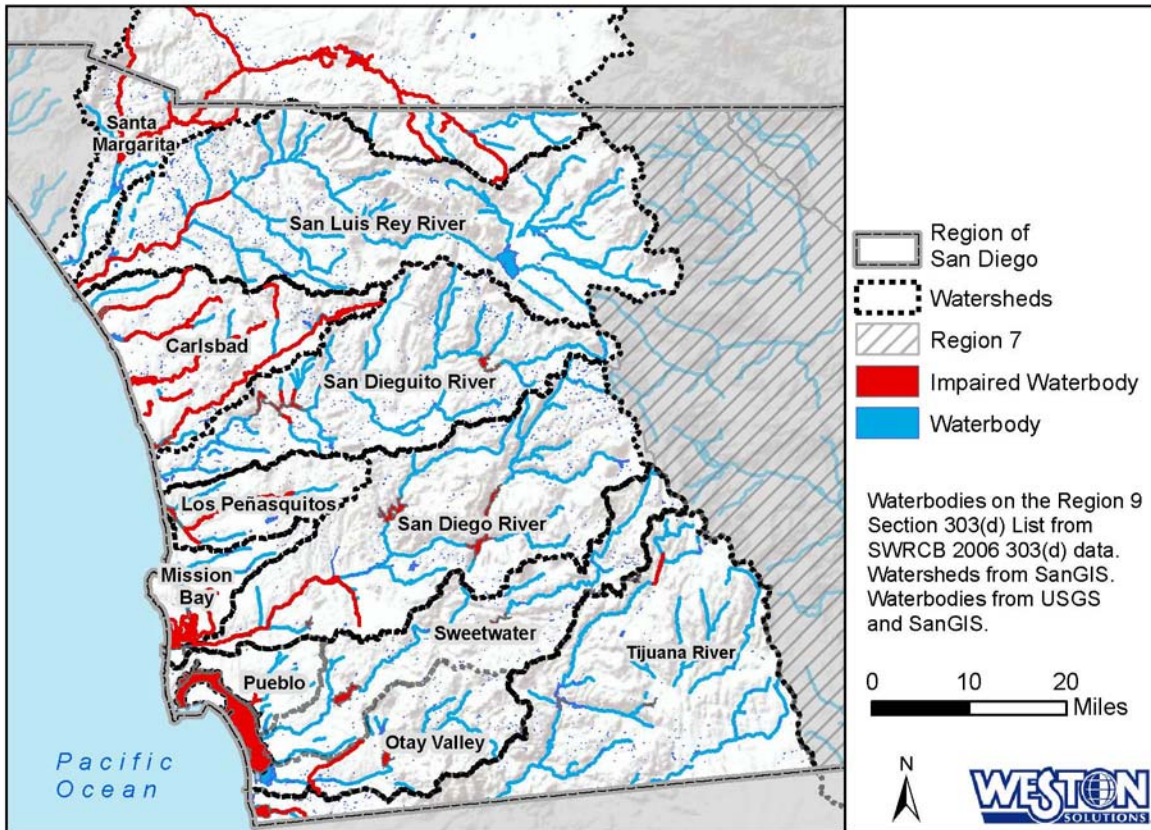 Santa
Margarita
San Luis Rey River
Carlsbad
San Dieguito River
Los Peñasquitos
San Diego River
Mission
Bay
Sweetwater
Tijuana River
Pueblo
Otay Valley
Pacific
Ocean
Region of
San Diego
Watersheds
Region 7
Impaired Waterbody
Waterbody
Waterbodies on the Region 9
Section 303(d) List from
SWRCB 2006 303(d) data.
Watersheds from SanGIS.
Waterbodies from USGS
and SanGIS.
0 10 20
Miles
N
WESTON
SOLUTIONS